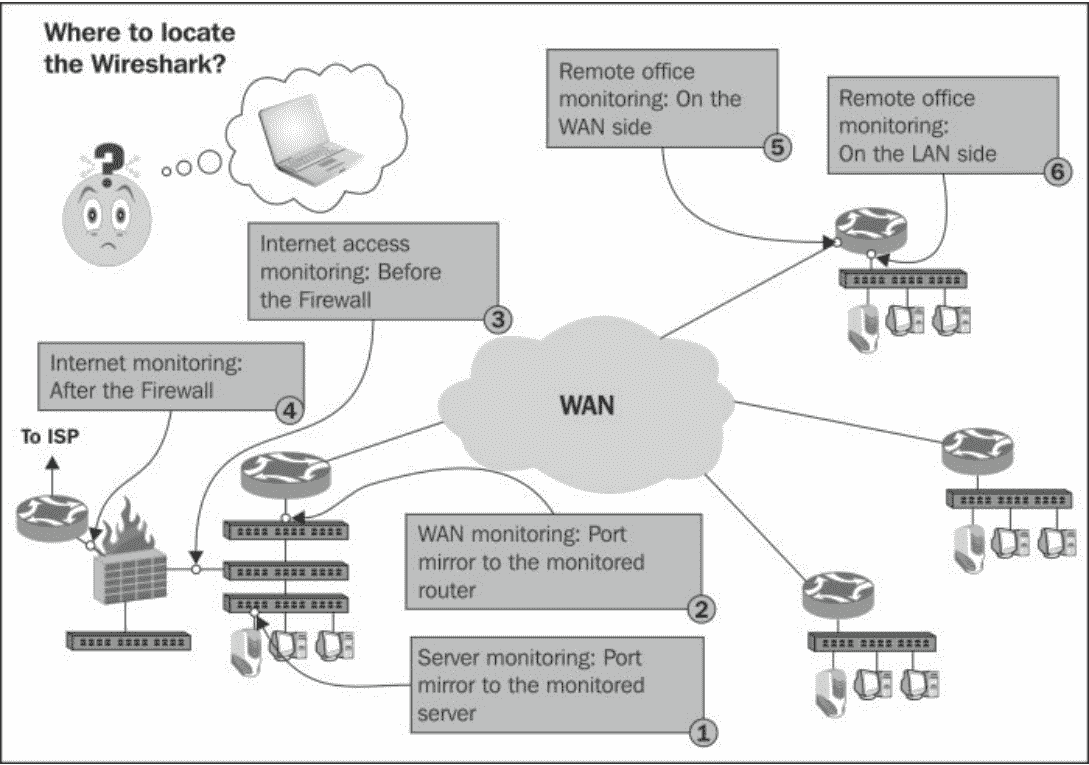 Where to locate
the Wireshark?
?
Remote office
monitoring: On the
WAN side
5
Remote office
monitoring:
On the LAN side
6
Internet access
monitoring: Before
the Firewall
3
Internet monitoring:
After the Firewall
4
To ISP
WAN
WAN monitoring: Port
mirror to the monitored
router
2
Server monitoring: Port
mirror to the monitored
server
1